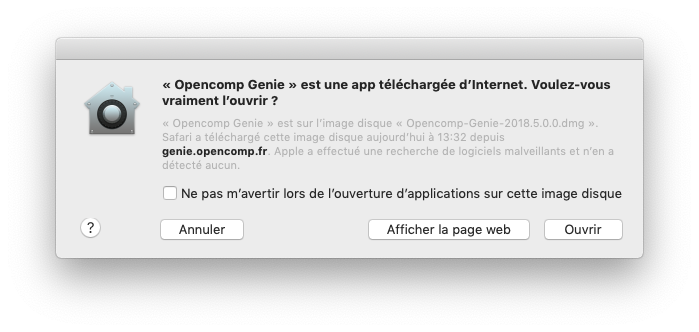 « Opencomp Genie » est une app téléchargée d’Internet. Voulez-vous
vraiment l’ouvrir ?
« Opencomp Genie » est sur l’image disque « Opencomp-Genie-2018.5.0.0.dmg ».
Safari a téléchargé cette image disque aujourd’hui à 13:32 depuis
genie.opencomp.fr. Apple a effectué une recherche de logiciels malveillants et n’en a
détecté aucun.
Ne pas m’avertir lors de l’ouverture d’applications sur cette image disque
? Annuler Afficher la page web Ouvrir